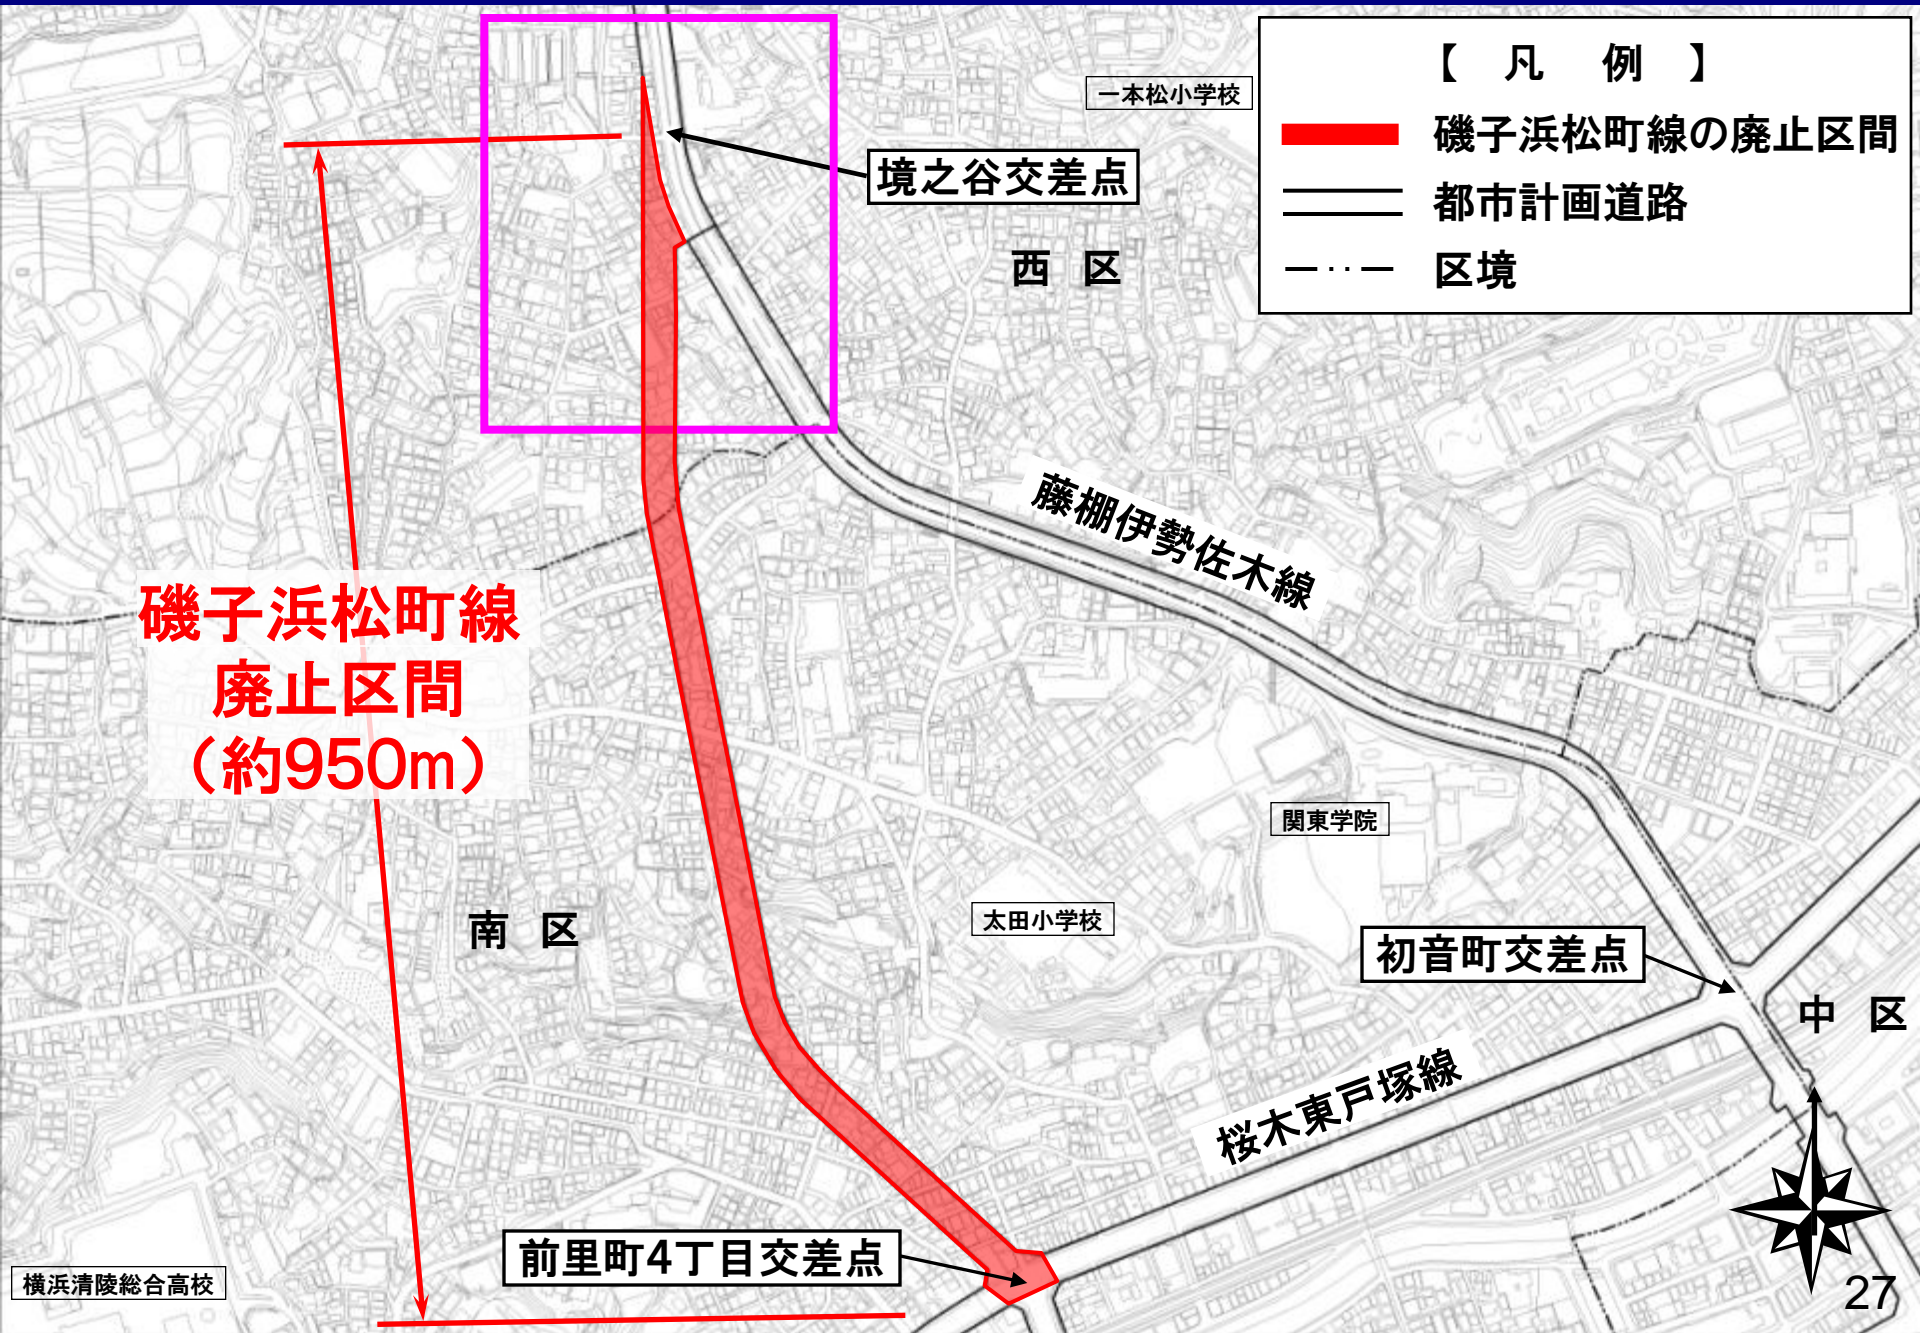 【 凡 例 】
磯子浜松町線の廃止区間
都市計画道路
区境
一本松小学校
境之谷交差点
西 区
藤棚伊勢佐木線
磯子浜松町線
廃止区間
（約950m）
関東学院
太田小学校
南 区
初音町交差点
中 区
桜木東戸塚線
前里町4丁目交差点
横浜清陵総合高校
27